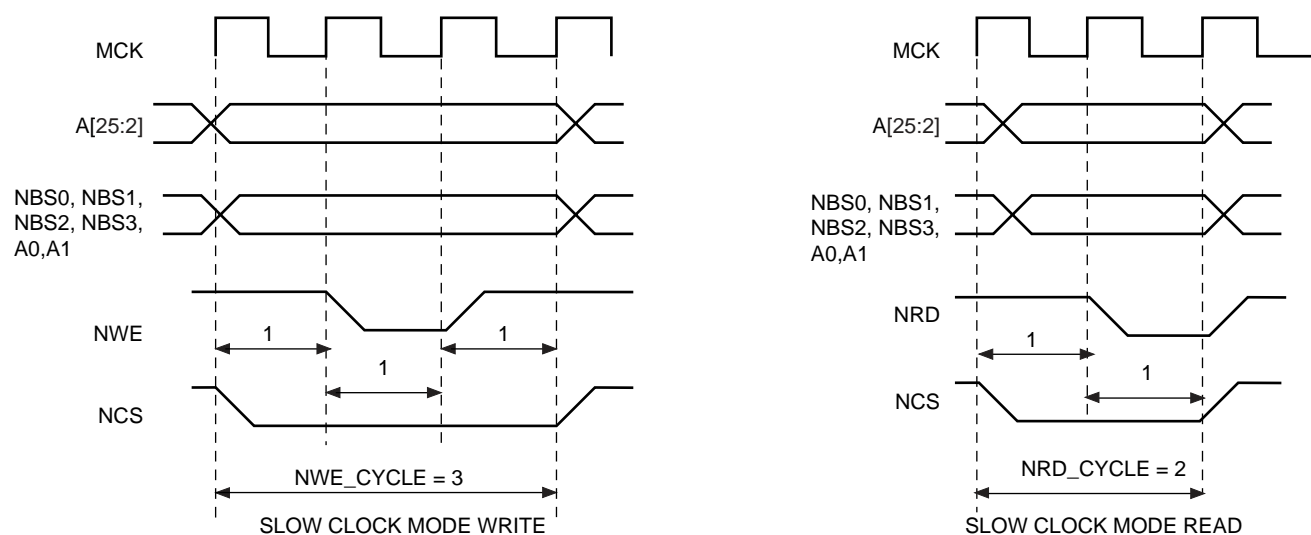 MCK
A[25:2]
NBS0, NBS1,
NBS2, NBS3,
A0,A1
NWE
1
1
1
NCS
NWE_CYCLE = 3
SLOW CLOCK MODE WRITE
MCK
A[25:2]
NBS0, NBS1,
NBS2, NBS3,
A0,A1
NRD
1
1
NCS
NRD_CYCLE = 2
SLOW CLOCK MODE READ